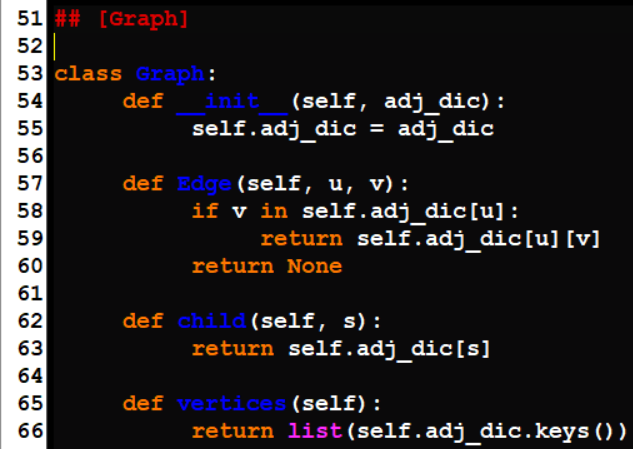 51 ## [Graph]
52
53 class Graph:
54 def __init__(self, adj_dic):
55 self.adj_dic = adj_dic
56
57 def Edge(self, u, v):
58 if v in self.adj_dic[u]:
59 return self.adj_dic[u][v]
60 return None
61
62 def child(self, s):
63 return self.adj_dic[s]
64
65 def vertices(self):
66 return list(self.adj_dic.keys())